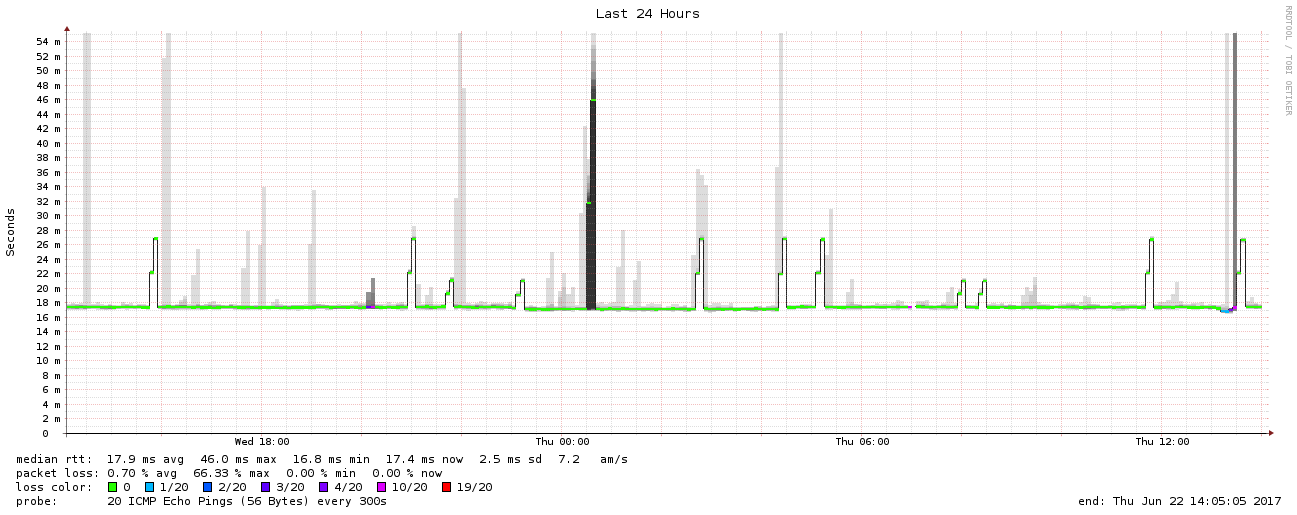 Last 24 Hours
RRDTOOL / TOBI OETIKER
Seconds
54 m
52 m
50 m
48 m
46 m
44 m
42 m
40 m
38 m
36 m
34 m
32 m
30 m
28 m
26 m
24 m
22 m
20 m
18 m
16 m
14 m
12 m
10 m
8 m
6 m
4 m
2 m
0
Wed 18:00 Thu 00:00 Thu 06:00 Thu 12:00
median rtt: 17.9 ms avg 46.0 ms max 16.8 ms min 17.4 ms now 2.5 ms sd 7.2 am/s
packet loss: 0.70 % avg 66.33 % max 0.00 % min 0.00 % now
loss color: 0 1/20 2/20 3/20 4/20 10/20 19/20
probe: 20 ICMP Echo Pings (56 Bytes) every 300s end: Thu Jun 22 14:05:05 2017